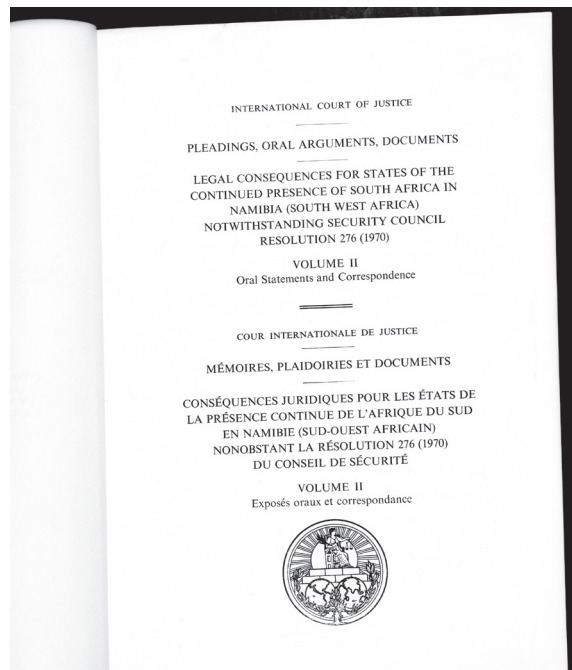 INTERNATIONAL COURT OF JUSTICE
PLEADINGS, ORAL ARGUMENTS, DOCUMENTS
LEGAL CONSEQUENCES FOR STATES OF THE
CONTINUED PRESENCE OF SOUTH AFRICA IN
NAMIBIA (SOUTH WEST AFRICA)
NOTWITHSTANDING SECURITY COUNCIL
RESOLUTION 276 (1970)
VOLUME II
Oral Statements and Correspondence
COUR INTERNATIONALE DE JUSTICE
MÉMOIRES, PLAIDOIRIES ET DOCUMENTS
CONSÉQUENCES JURIDIQUES POUR LES ÉTATS DE
LA PRÉSENCE CONTINUE DE L'AFRIQUE DU SUD
EN NAMIBIE (SUD-OUEST AFRICAIN)
NONOBSTANT LA RÉSOLUTION 276 (1970)
DU CONSEIL DE SÉCURITÉ
VOLUME II
Exposés oraux et correspondance